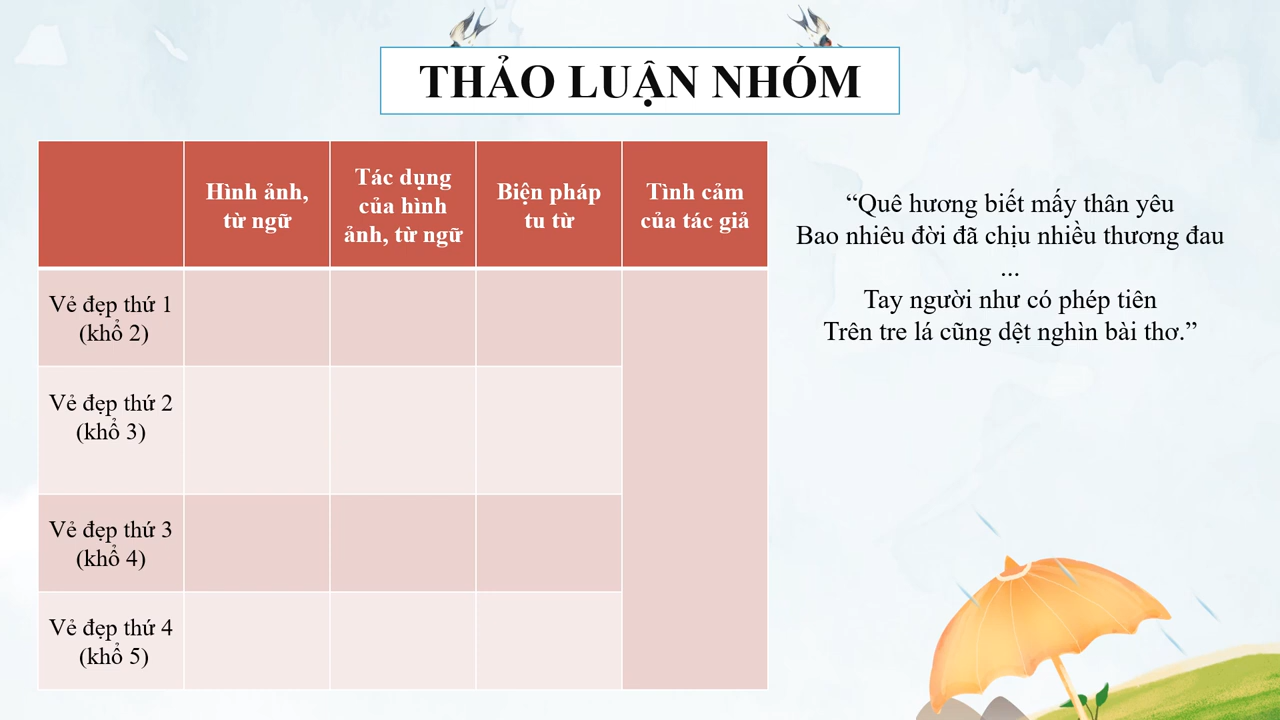 THẢO LUẬN NHÓM
Hình ảnh,
từ ngữ
Tác dụng
của hình
ảnh, từ ngữ
Biện pháp
tu từ
Tình cảm
của tác giả
Vẻ đẹp thứ 1
(khổ 2)
Vẻ đẹp thứ 2
(khổ 3)
Vẻ đẹp thứ 3
(khổ 4)
Vẻ đẹp thứ 4
(khổ 5)
“Quê hương biết mấy thân yêu
Bao nhiêu đời đã chịu nhiều thương đau
...
Tay người như có phép tiên
Trên tre lá cũng dệt nghìn bài thơ.”